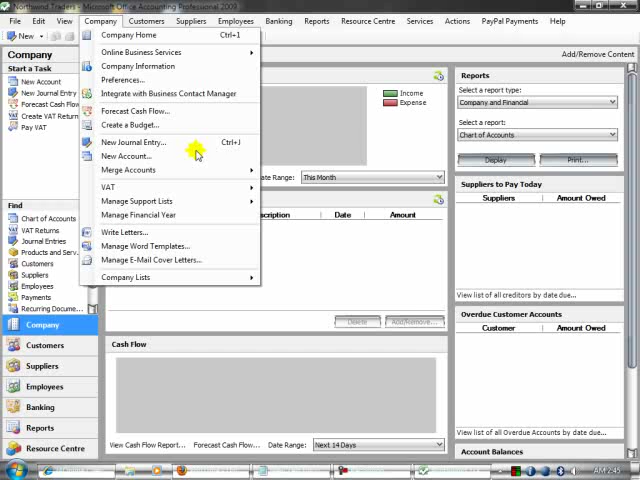 Northwind Traders - Microsoft Office Accounting Professional 2009
File Edit View Company Customers Suppliers Employees Banking Reports Resource Centre Services Actions PayPal Payments Help
New
Company Home Ctrl+1
Online Business Services
Company Information
Preferences...
Integrate with Business Contact Manager
Forecast Cash Flow...
Create a Budget...
New Journal Entry... Ctrl+J
New Account...
Merge Accounts
VAT
Manage Support Lists
Manage Financial Year
Write Letters...
Manage Word Templates...
Manage E-Mail Cover Letters...
Company Lists
Company
Add/Remove Content
Start a Task
New Account
New Journal Entry
Forecast Cash Flow
Create VAT Return
Pay VAT
Find
Chart of Accounts
VAT Returns
Journal Entries
Products and Serv
Customers
Suppliers
Employees
Payments
Recurring Docume...
Company
Customers
Suppliers
Employees
Banking
Reports
Resource Centre
Income
Expense
Date Range: This Month
scription Date Amount
Delete Add/Remove...
Cash Flow
View Cash Flow Report... Forecast Cash Flow... Date Range: Next 14 Days
Reports
Select a report type:
Company and Financial
Select a report:
Chart of Accounts
Display Print...
Suppliers to Pay Today
Suppliers Amount Owed
View list of all creditors by date due...
Overdue Customer Accounts
Customer Amount Owed
View list of all Overdue Accounts by date due...
Account Balances
AM 2:45